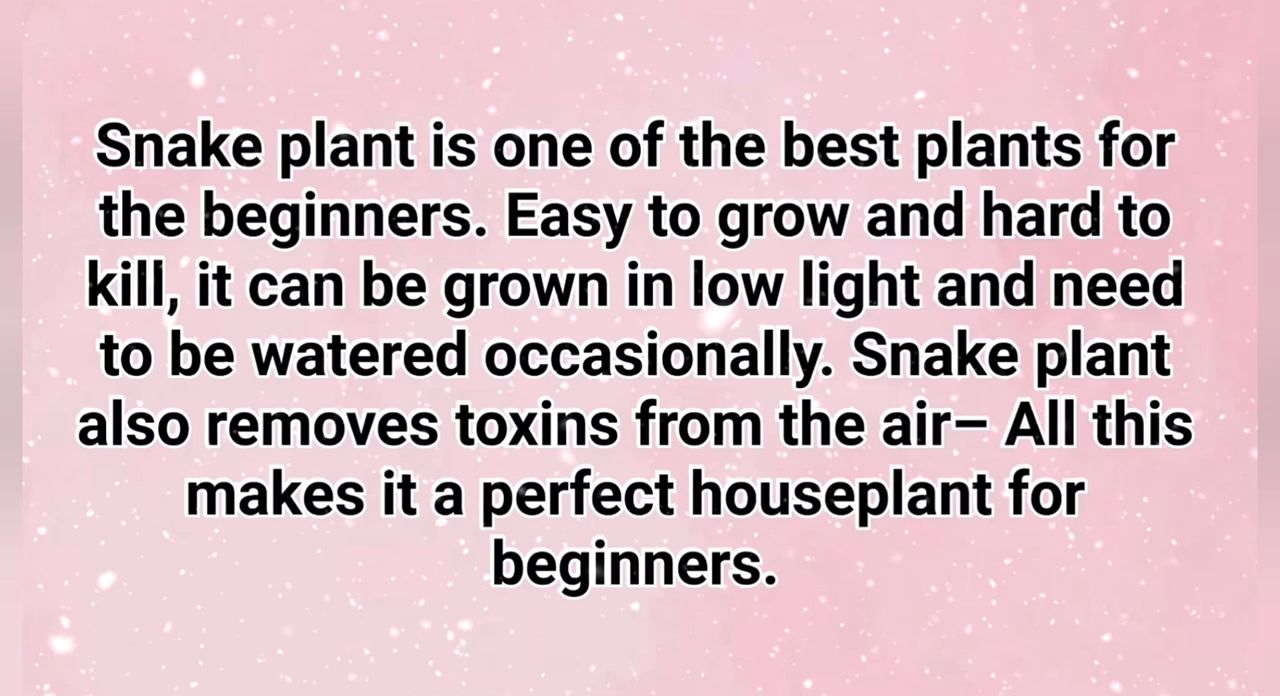 Snake plant is one of the best plants for
the beginners. Easy to grow and hard to
kill, it can be grown in low light and need
to be watered occasionally. Snake plant
also removes toxins from the air– All this
makes it a perfect houseplant for
beginners.